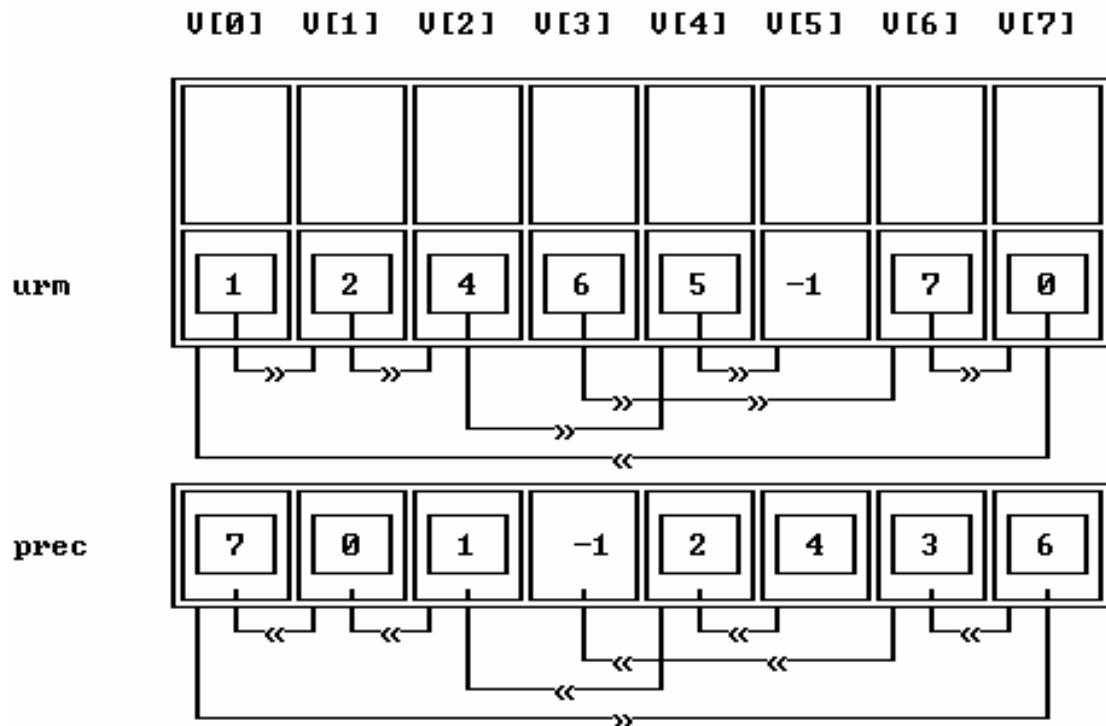 V[0] V[1] V[2] V[3] V[4] V[5] V[6] V[7]
urm 1 2 4 6 5 -1 7 0
» » » »
» »
»
«
prec 7 0 1 -1 2 4 3 6
« « « «
« «
«
»